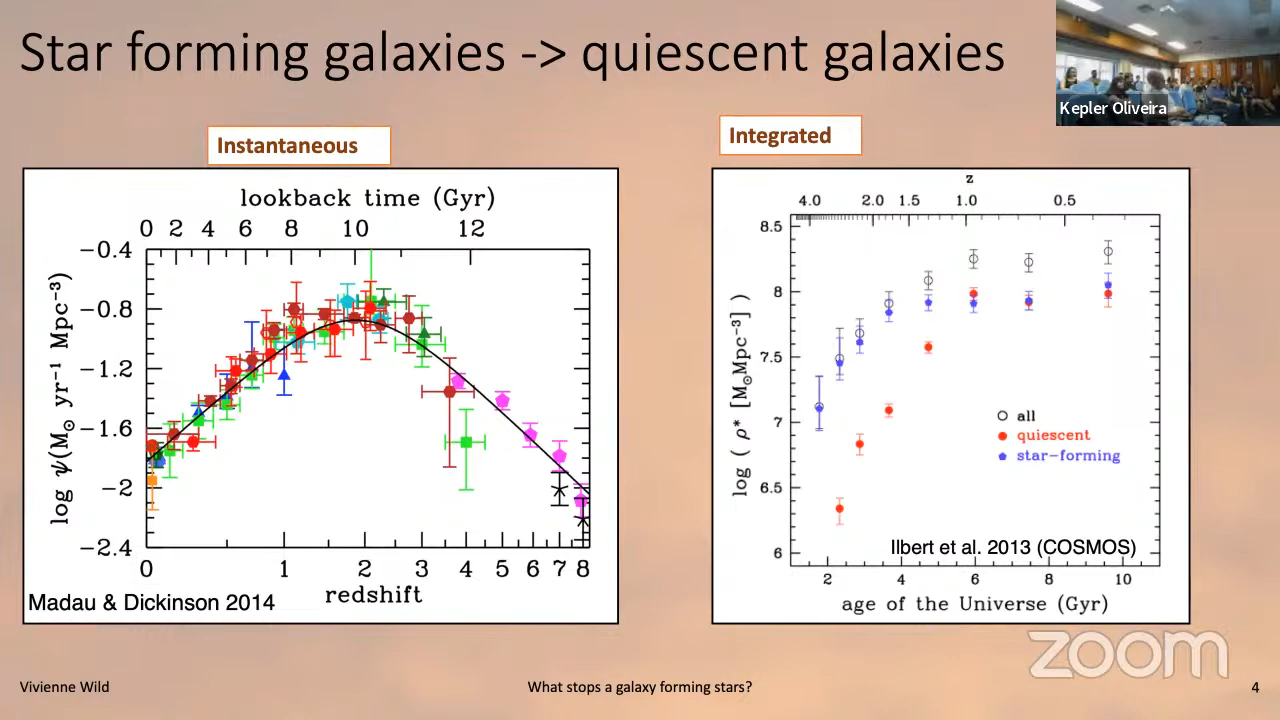 Star forming galaxies -> quiescent galaxies
Kepler Oliveira
Instantaneous
Integrated
lookback time (Gyr)
0 2 4 6 8 10 12
−0.4
−0.8
−1.2
−1.6
−2
−2.4
log ψ(M☉ yr⁻¹ Mpc⁻³)
0 1 2 3 4 5 6 7 8
redshift
Madau & Dickinson 2014
z
4.0 2.0 1.5 1.0 0.5
8.5
8
7.5
7
6.5
6
log ( ρ* [M☉Mpc⁻³] )
all
quiescent
star-forming
Ilbert et al. 2013 (COSMOS)
2 4 6 8 10
age of the Universe (Gyr)
zoom
Vivienne Wild
What stops a galaxy forming stars?
4